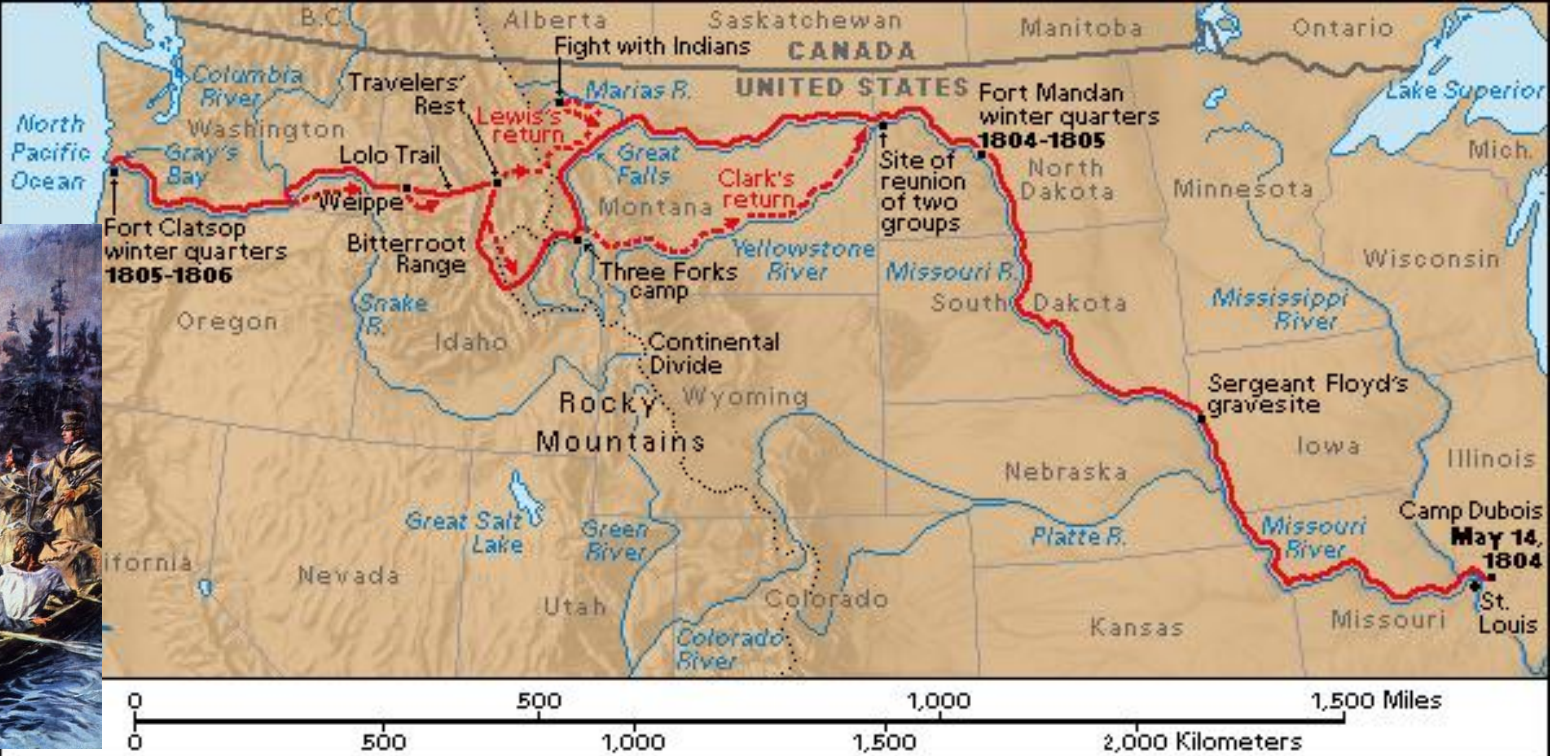 B.C.
Alberta
Saskatchewan
Manitoba
Ontario
Fight with Indians
CANADA
UNITED STATES
Columbia
River
Travelers'
Rest
Marias R.
Fort Mandan
winter quarters
1804-1805
Lake Superior
North
Pacific
Ocean
Washington
Lewis's
return
Gray's
Bay
Lolo Trail
Great
Falls
Clark's
return
Site of
reunion
of two
groups
North
Dakota
Minnesota
Mich.
Weippe
Montana
Fort Clatsop
winter quarters
1805-1806
Bitterroot
Range
Three Forks
camp
Yellowstone
River
Missouri R.
Wisconsin
Snake
R.
South Dakota
Mississippi
River
Oregon
Idaho
Continental
Divide
Rocky
Mountains
Wyoming
Sergeant Floyd's
gravesite
Iowa
Nebraska
Illinois
Great Salt
Lake
Green
River
Platte R.
Missouri
River
Camp Dubois
May 14,
1804
ifornia
Nevada
Utah
Colorado
Kansas
Missouri
St.
Louis
Colorado
River
0 500 1,000 1,500 Miles
0 500 1,000 1,500 2,000 Kilometers